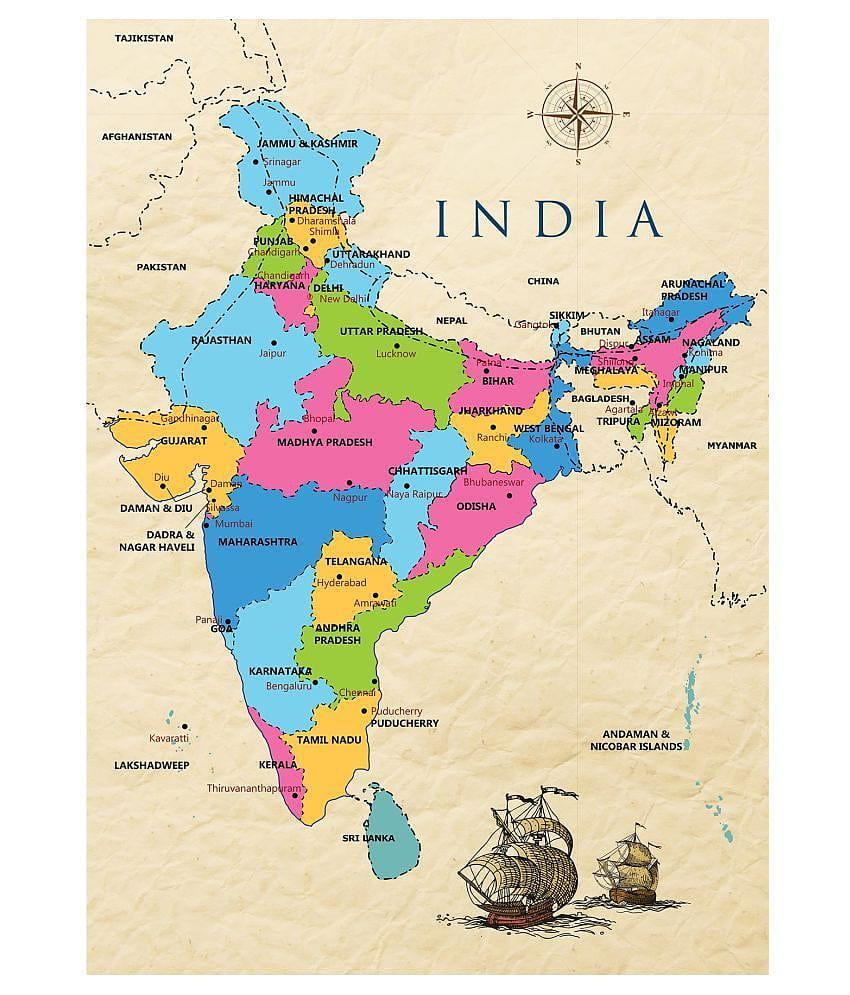 TAJIKISTAN
N
AFGHANISTAN
W
E
S
JAMMU & KASHMIR
Srinagar
Jammu
HIMACHAL
PRADESH
Dharamshala
Shimla
INDIA
PUNJAB
Chandigarh
UTTARAKHAND
Dehradun
PAKISTAN
Chandigarh
HARYANA
DELHI
New Delhi
CHINA
ARUNACHAL
PRADESH
Itanagar
NEPAL
SIKKIM
Gangtok
BHUTAN
RAJASTHAN
Jaipur
UTTAR PRADESH
Lucknow
Dispur
ASSAM
NAGALAND
Kohima
Patna
BIHAR
Shillong
MEGHALAYA
MANIPUR
Imphal
BAGLADESH
Agartala
Aizawl
TRIPURA
MIZORAM
MYANMAR
Gandhinagar
GUJARAT
Bhopal
MADHYA PRADESH
JHARKHAND
Ranchi
WEST BENGAL
Kolkata
Diu
Daman
DAMAN & DIU
Silvassa
CHHATTISGARH
Naya Raipur
Nagpur
Bhubaneswar
ODISHA
Mumbai
DADRA &
NAGAR HAVELI
MAHARASHTRA
TELANGANA
Hyderabad
Amrawati
Panaji
GOA
ANDHRA
PRADESH
KARNATAKA
Bengaluru
Chennai
Puducherry
PUDUCHERRY
Kavaratti
LAKSHADWEEP
TAMIL NADU
KERALA
Thiruvananthapuram
ANDAMAN &
NICOBAR ISLANDS
SRI LANKA